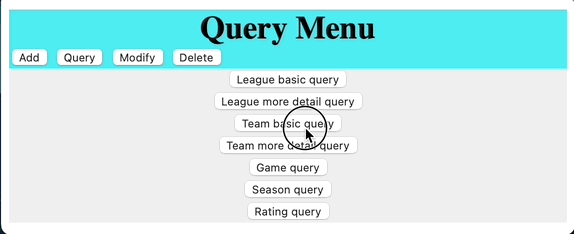 Query Menu
Add Query Modify Delete
League basic query
League more detail query
Team basic query
Team more detail query
Game query
Season query
Rating query